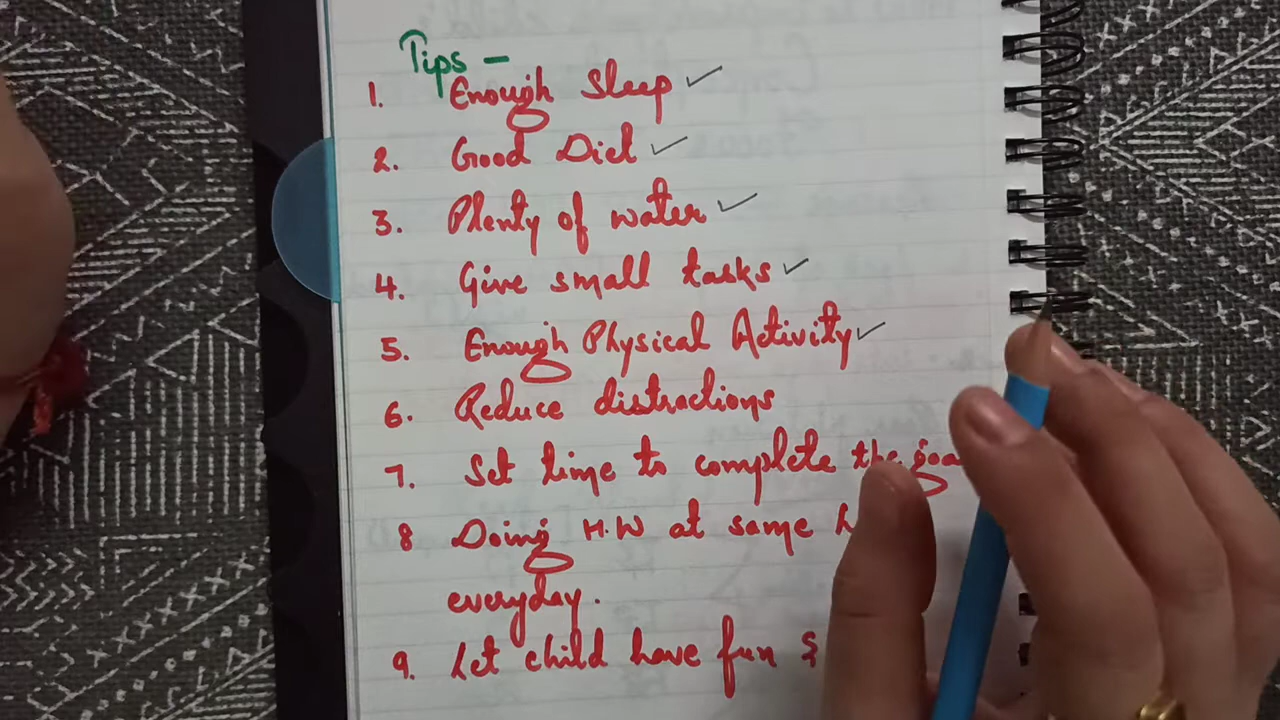 Tips -
1. Enough Sleep ✓
2. Good Diet ✓
3. Plenty of water ✓
4. Give small tasks ✓
5. Enough Physical Activity ✓
6. Reduce distractions
7. Set time to complete the
8 Doing H.W at same
everyday.
9. Let child have fun &